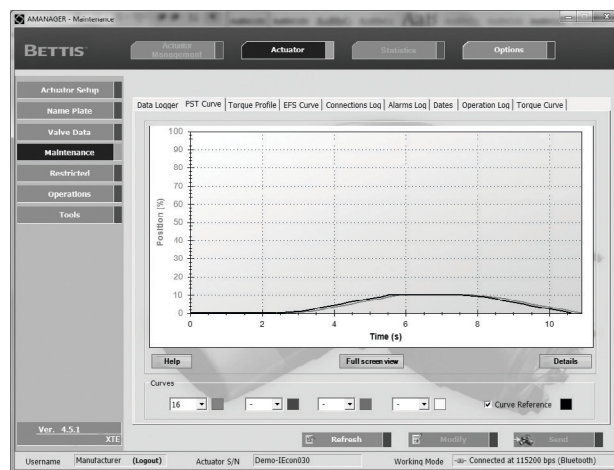 AMANAGER - Maintenance
BETTIS
Actuator Management
Actuator
Statistics
Options
Actuator Setup
Name Plate
Valve Data
Maintenance
Restricted
Operations
Tools
Data Logger PST Curve Torque Profile EFS Curve Connections Log Alarms Log Dates Operation Log Torque Curve
Position (%)
100
90
80
70
60
50
40
30
20
10
0
0 2 4 6 8 10
Time (s)
Help Full screen view Details
Curves
16 - - - Curve Reference
Ver. 4.5.1
XTE
Refresh Modify Send
Username Manufacturer (Logout) Actuator S/N Demo-IEcon030 Working Mode Connected at 115200 bps (Bluetooth)